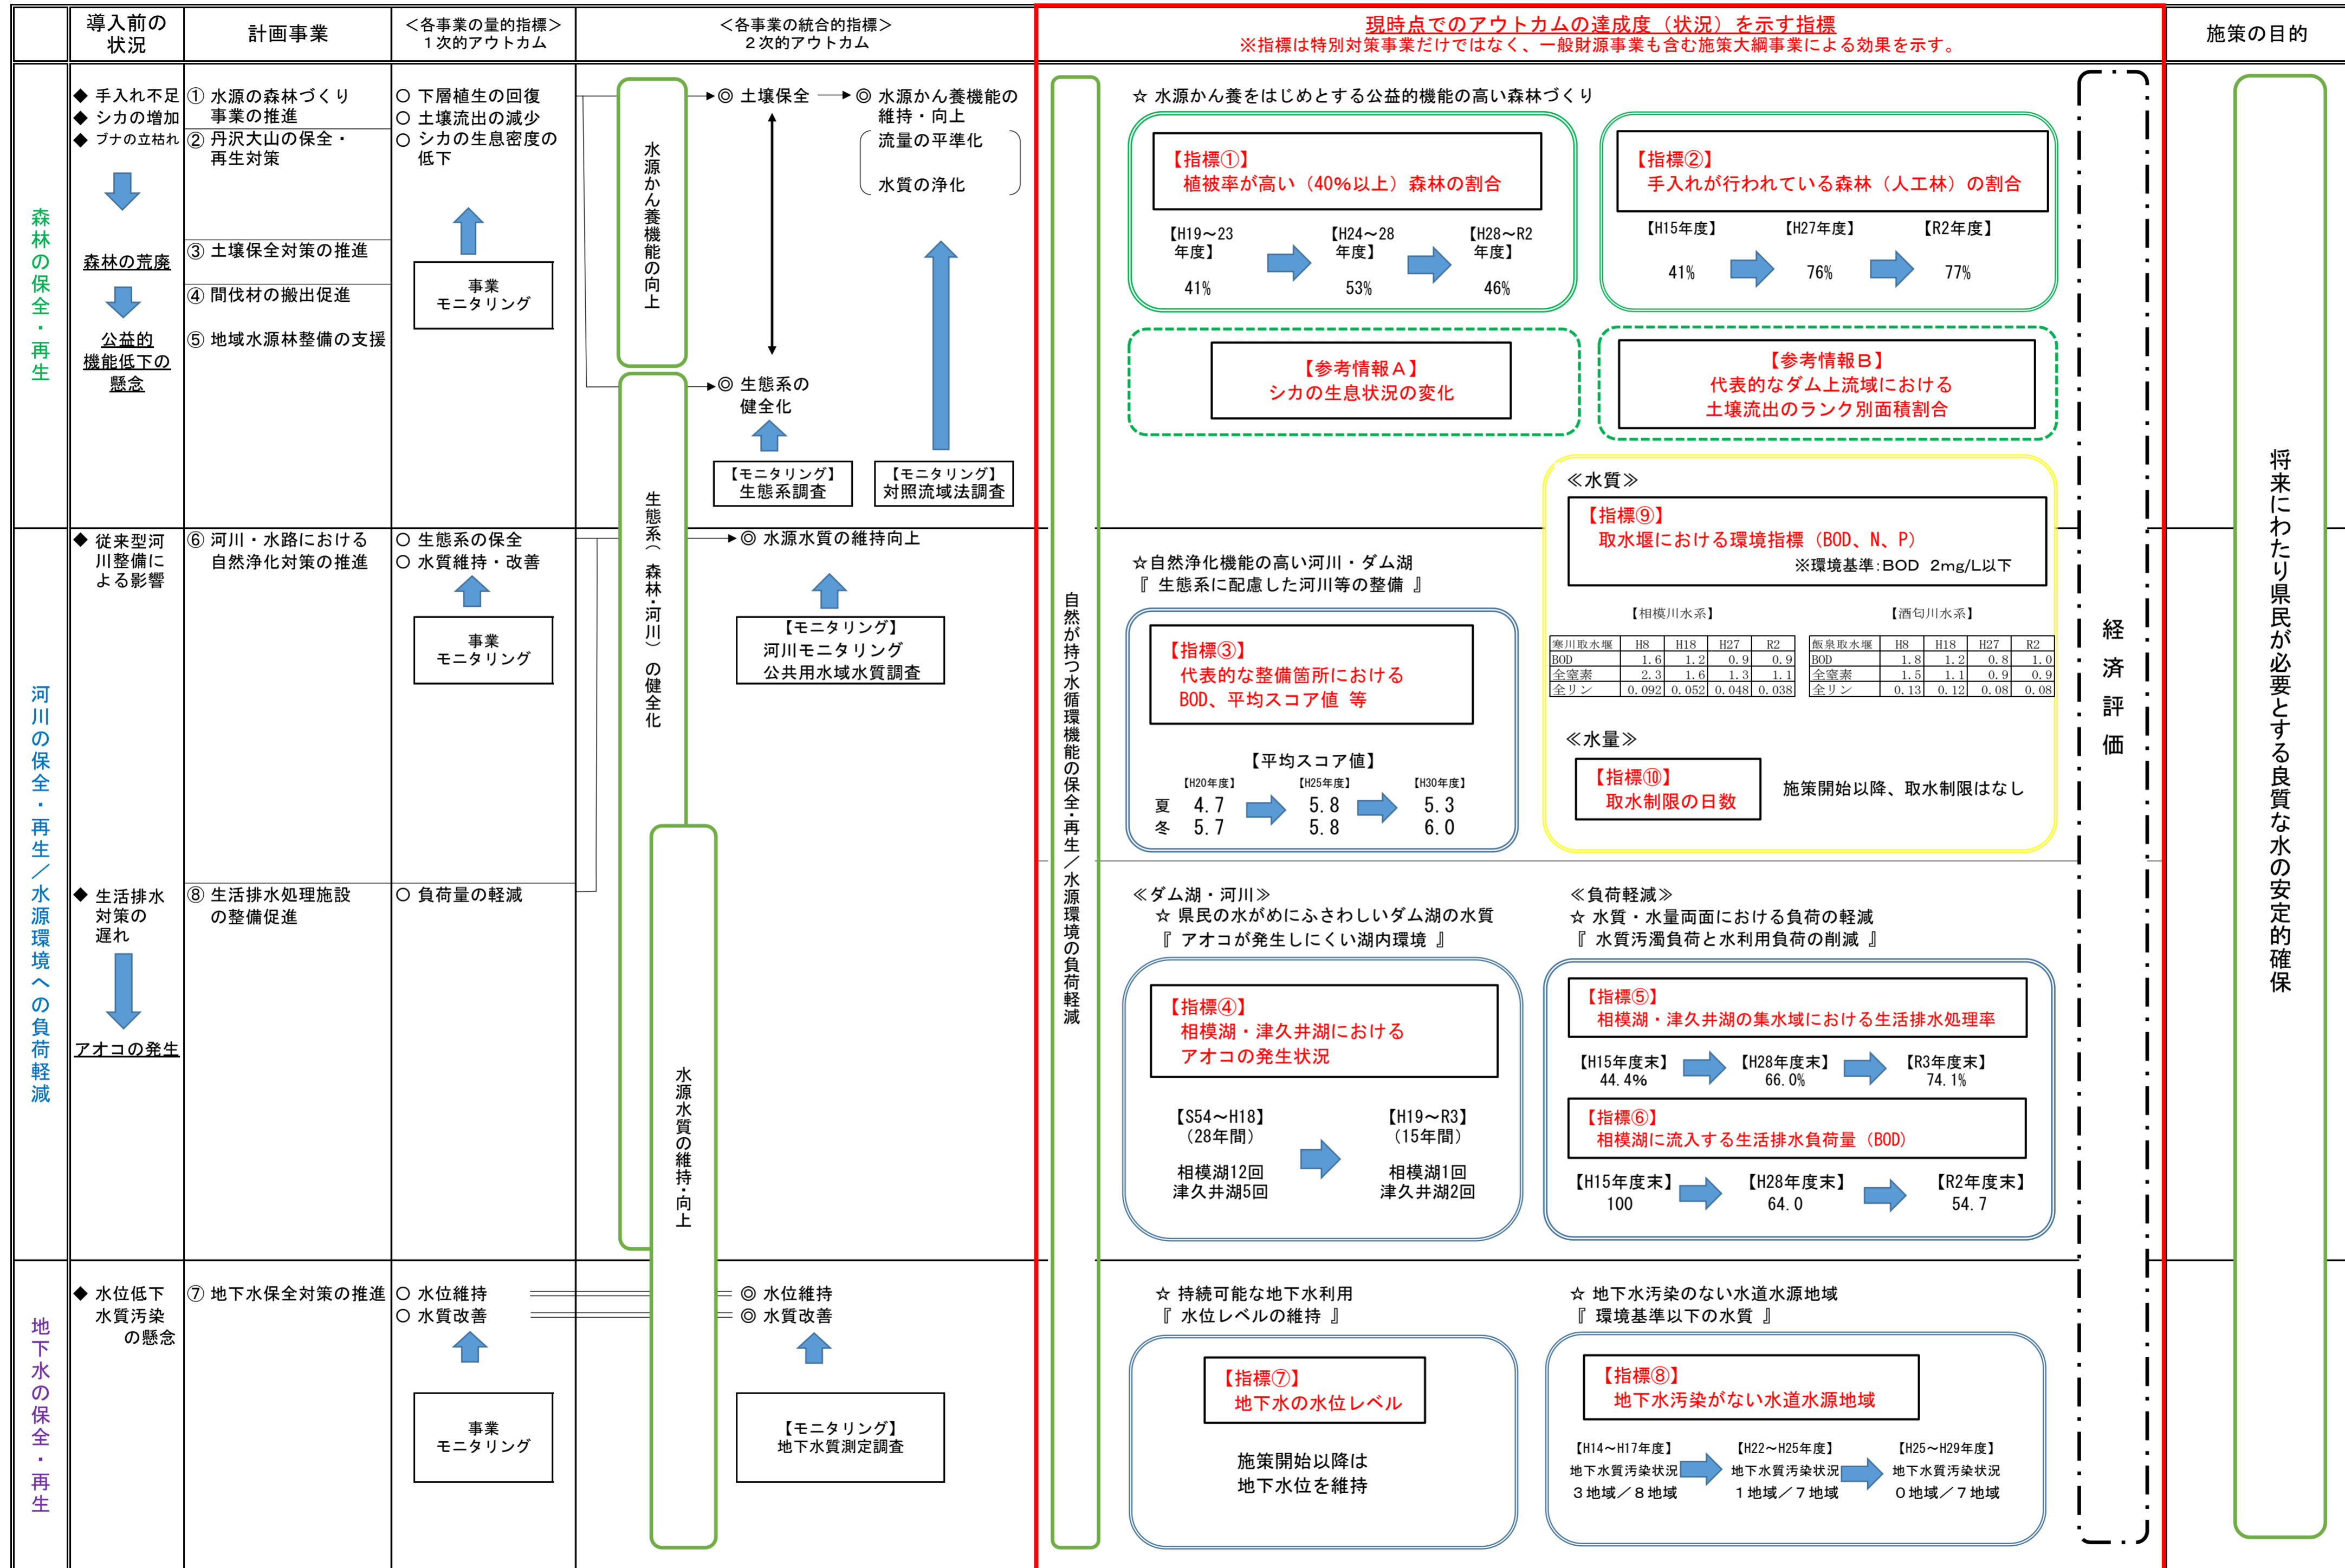 導入前の
状況
計画事業
＜各事業の量的指標＞
１次的アウトカム
＜各事業の統合的指標＞
２次的アウトカム
現時点でのアウトカムの達成度（状況）を示す指標
※指標は特別対策事業だけではなく、一般財源事業も含む施策大綱事業による効果を示す。
施策の目的
森林の保全・再生
◆ 手入れ不足
◆ シカの増加
◆ ブナの立枯れ
森林の荒廃
公益的
機能低下の
懸念
① 水源の森林づくり
事業の推進
② 丹沢大山の保全・
再生対策
③ 土壌保全対策の推進
④ 間伐材の搬出促進
⑤ 地域水源林整備の支援
○ 下層植生の回復
○ 土壌流出の減少
○ シカの生息密度の
低下
事業
モニタリング
水源かん養機能の向上
◎ 土壌保全
◎ 水源かん養機能の
維持・向上
流量の平準化
水質の浄化
◎ 生態系の
健全化
【モニタリング】
生態系調査
【モニタリング】
対照流域法調査
生態系（森林・河川）の健全化
自然が持つ水循環機能の保全・再生／水源環境の負荷軽減
☆ 水源かん養をはじめとする公益的機能の高い森林づくり
【指標①】
植被率が高い（40％以上）森林の割合
【H19～23
年度】
【H24～28
年度】
【H28～R2
年度】
41%
53%
46%
【指標②】
手入れが行われている森林（人工林）の割合
【H15年度】
【H27年度】
【R2年度】
41%
76%
77%
【参考情報Ａ】
シカの生息状況の変化
【参考情報Ｂ】
代表的なダム上流域における
土壌流出のランク別面積割合
経済評価
将来にわたり県民が必要とする良質な水の安定的確保
河川の保全・再生／水源環境への負荷軽減
◆ 従来型河
川整備に
よる影響
⑥ 河川・水路における
自然浄化対策の推進
○ 生態系の保全
○ 水質維持・改善
事業
モニタリング
◎ 水源水質の維持向上
【モニタリング】
河川モニタリング
公共用水域水質調査
☆自然浄化機能の高い河川・ダム湖
『 生態系に配慮した河川等の整備 』
【指標③】
代表的な整備箇所における
BOD、平均スコア値 等
【平均スコア値】
【H20年度】
【H25年度】
【H30年度】
夏 4.7 5.8 5.3
冬 5.7 5.8 6.0
≪水質≫
【指標⑨】
取水堰における環境指標（BOD、N、P）
※環境基準：BOD 2mg/L以下
【相模川水系】
寒川取水堰 H8 H18 H27 R2
BOD 1.6 1.2 0.9 0.9
全窒素 2.3 1.6 1.3 1.1
全リン 0.092 0.052 0.048 0.038
【酒匂川水系】
飯泉取水堰 H8 H18 H27 R2
BOD 1.8 1.2 0.8 1.0
全窒素 1.5 1.1 0.9 0.9
全リン 0.13 0.12 0.08 0.08
≪水量≫
【指標⑩】
取水制限の日数
施策開始以降、取水制限はなし
◆ 生活排水
対策の
遅れ
アオコの発生
⑧ 生活排水処理施設
の整備促進
○ 負荷量の軽減
水源水質の維持・向上
≪ダム湖・河川≫
☆ 県民の水がめにふさわしいダム湖の水質
『 アオコが発生しにくい湖内環境 』
【指標④】
相模湖・津久井湖における
アオコの発生状況
【S54～H18】
（28年間）
相模湖12回
津久井湖5回
【H19～R3】
（15年間）
相模湖1回
津久井湖2回
≪負荷軽減≫
☆ 水質・水量両面における負荷の軽減
『 水質汚濁負荷と水利用負荷の削減 』
【指標⑤】
相模湖・津久井湖の集水域における生活排水処理率
【H15年度末】
44.4%
【H28年度末】
66.0%
【R3年度末】
74.1%
【指標⑥】
相模湖に流入する生活排水負荷量（BOD）
【H15年度末】
100
【H28年度末】
64.0
【R2年度末】
54.7
地下水の保全・再生
◆ 水位低下
水質汚染
の懸念
⑦ 地下水保全対策の推進
○ 水位維持
○ 水質改善
事業
モニタリング
◎ 水位維持
◎ 水質改善
【モニタリング】
地下水質測定調査
☆ 持続可能な地下水利用
『 水位レベルの維持 』
【指標⑦】
地下水の水位レベル
施策開始以降は
地下水位を維持
☆ 地下水汚染のない水道水源地域
『 環境基準以下の水質 』
【指標⑧】
地下水汚染がない水道水源地域
【H14～H17年度】
地下水質汚染状況
３地域／８地域
【H22～H25年度】
地下水質汚染状況
１地域／７地域
【H25～H29年度】
地下水質汚染状況
０地域／７地域